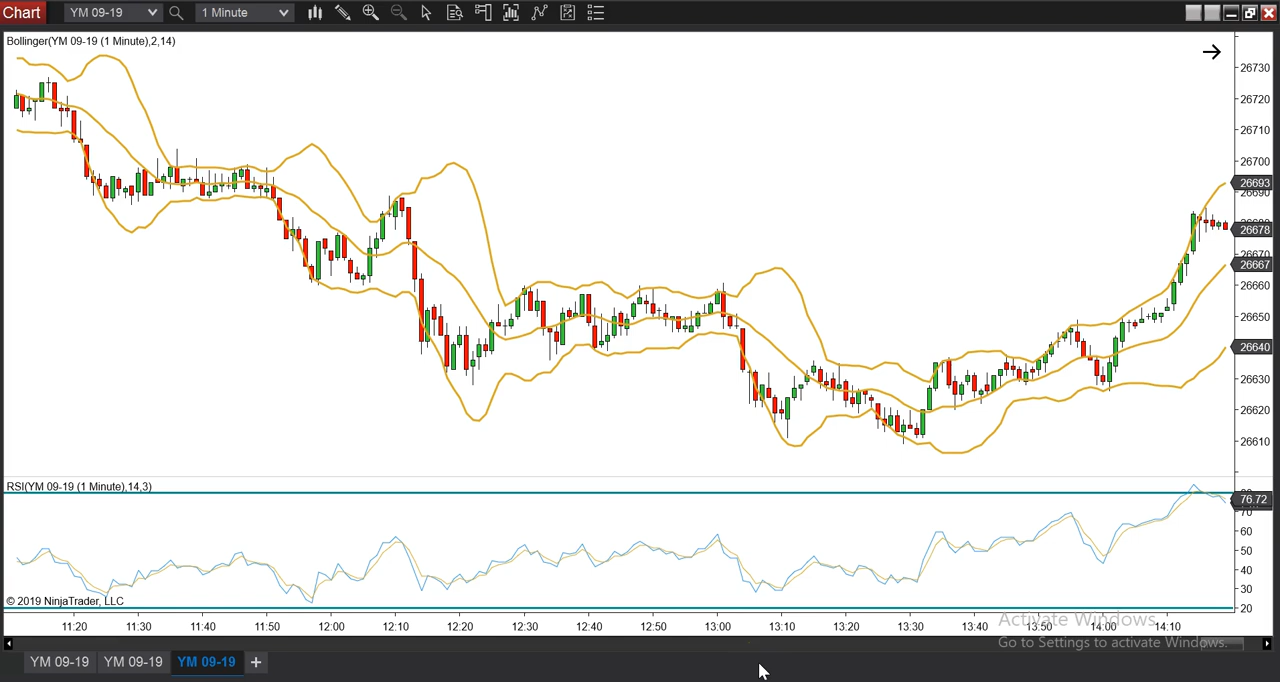 Chart YM 09-19 1 Minute
Bollinger(YM 09-19 (1 Minute),2,14)
26730
26720
26710
26700
26693
26690
26678
26670
26667
26660
26650
26640
26630
26620
26610
RSI(YM 09-19 (1 Minute),14,3)
76.72
70
60
50
40
30
20
© 2019 NinjaTrader, LLC
11:20 11:30 11:40 11:50 12:00 12:10 12:20 12:30 12:40 12:50 13:00 13:10 13:20 13:30 13:40 13:50 14:00 14:10
Activate Windows
Go to Settings to activate Windows.
YM 09-19 YM 09-19 YM 09-19 +